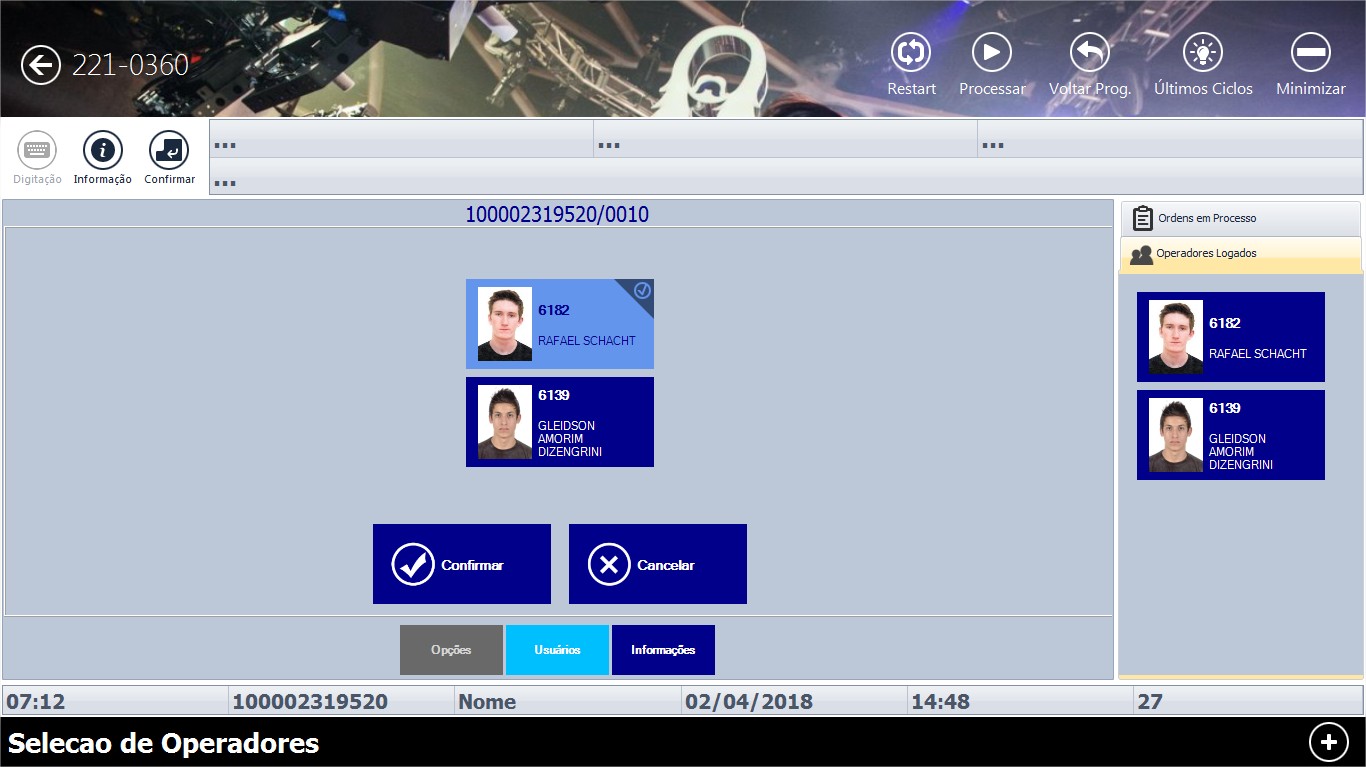 221-0360
Restart
Processar
Voltar Prog.
Últimos Ciclos
Minimizar
Digitação
Informação
Confirmar
...
...
...
...
100002319520/0010
6182
RAFAEL SCHACHT
6139
GLEIDSON
AMORIM
DIZENGRINI
Confirmar
Cancelar
Opções
Usuários
Informações
Ordens em Processo
Operadores Logados
6182
RAFAEL SCHACHT
6139
GLEIDSON
AMORIM
DIZENGRINI
07:12
100002319520
Nome
02/04/2018
14:48
27
Selecao de Operadores